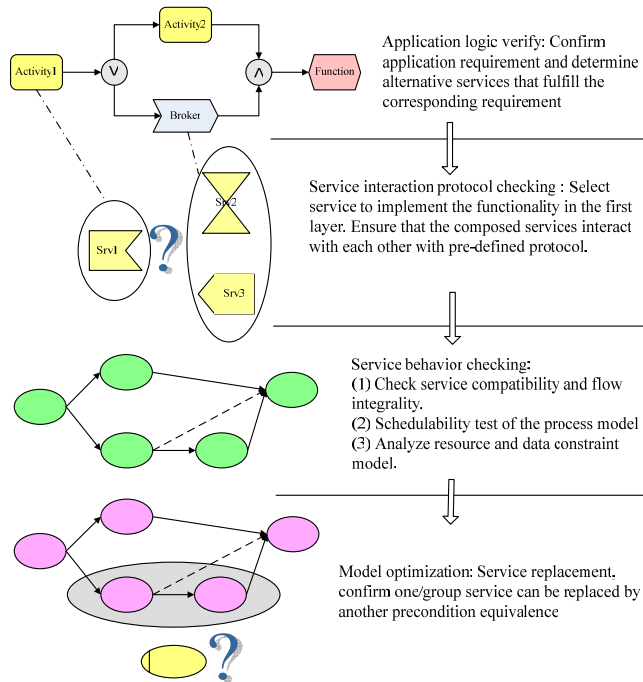 Activity2
Activity1
V
Λ
Function
Broker
Application logic verify: Confirm
application requirement and determine
alternative services that fulfill the
corresponding requirement
Srv2
Srv1
?
Srv3
Service interaction protocol checking : Select
service to implement the functionality in the first
layer. Ensure that the composed services interact
with each other with pre-defined protocol.
Service behavior checking:
(1) Check service compatibility and flow
integrality.
(2) Schedulability test of the process model
(3) Analyze resource and data constraint
model.
Model optimization: Service replacement,
confirm one/group service can be replaced by
another precondition equivalence
?